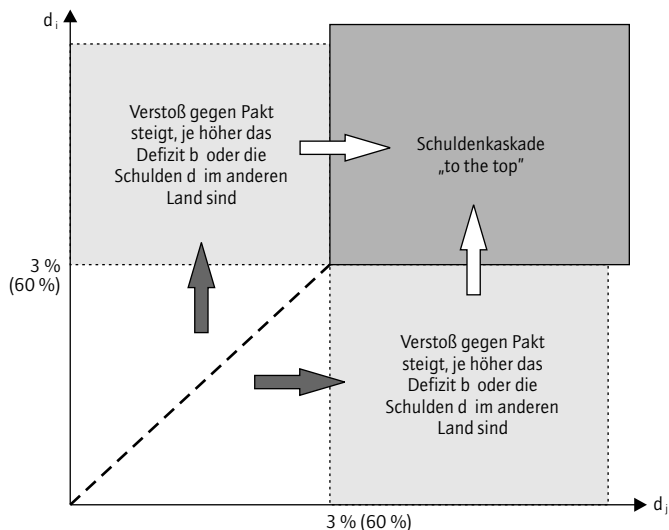 d i
Verstoß gegen Pakt
steigt, je höher das
Defizit b oder die
Schulden d im anderen
Land sind
Schuldenkaskade
„to the top"
3 %
(60 %)
Verstoß gegen Pakt
steigt, je höher das
Defizit b oder die
Schulden d im anderen
Land sind
3 % (60 %)
d j